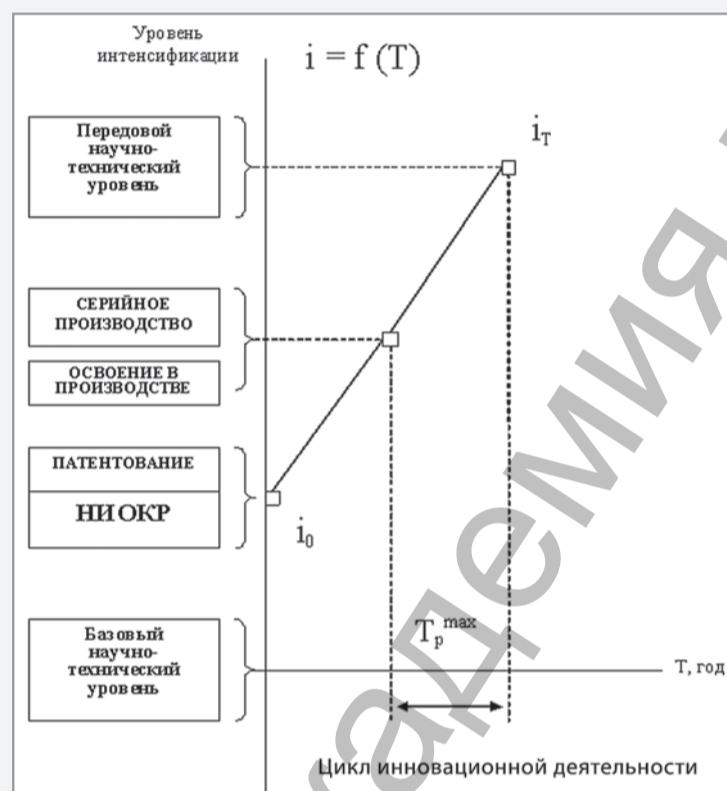 Уровень
интенсификации
i = f (T)
Передовой
научно-
технический
уровень
i_T
СЕРИЙНОЕ
ПРОИЗВОДСТВО
ОСВОЕНИЕ В
ПРОИЗВОДСТВЕ
ПАТЕНТОВАНИЕ
НИОКР
i₀
Базовый
научно-
технический
уровень
T_p^max
Т, год
Цикл инновационной деятельности